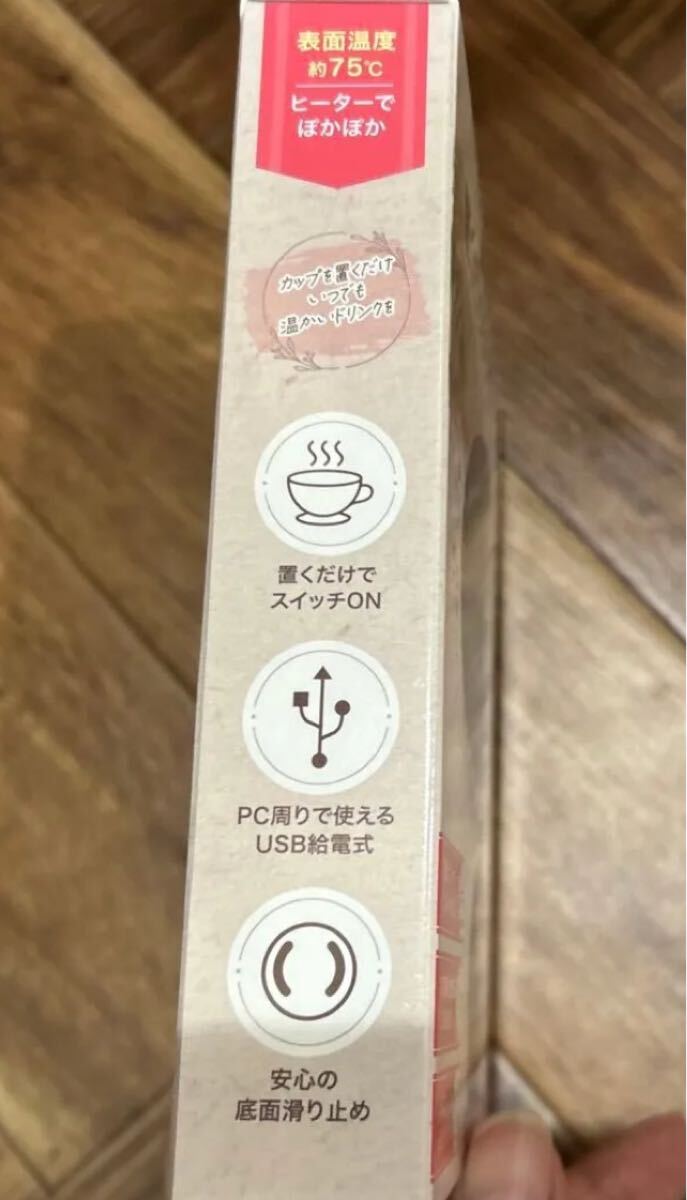 表面温度
約75℃
ヒーターで
ぽかぽか
カップを置くだけ
いつでも
温かいドリンクを
置くだけで
スイッチON
PC周りで使える
USB給電式
安心の
底面滑り止め